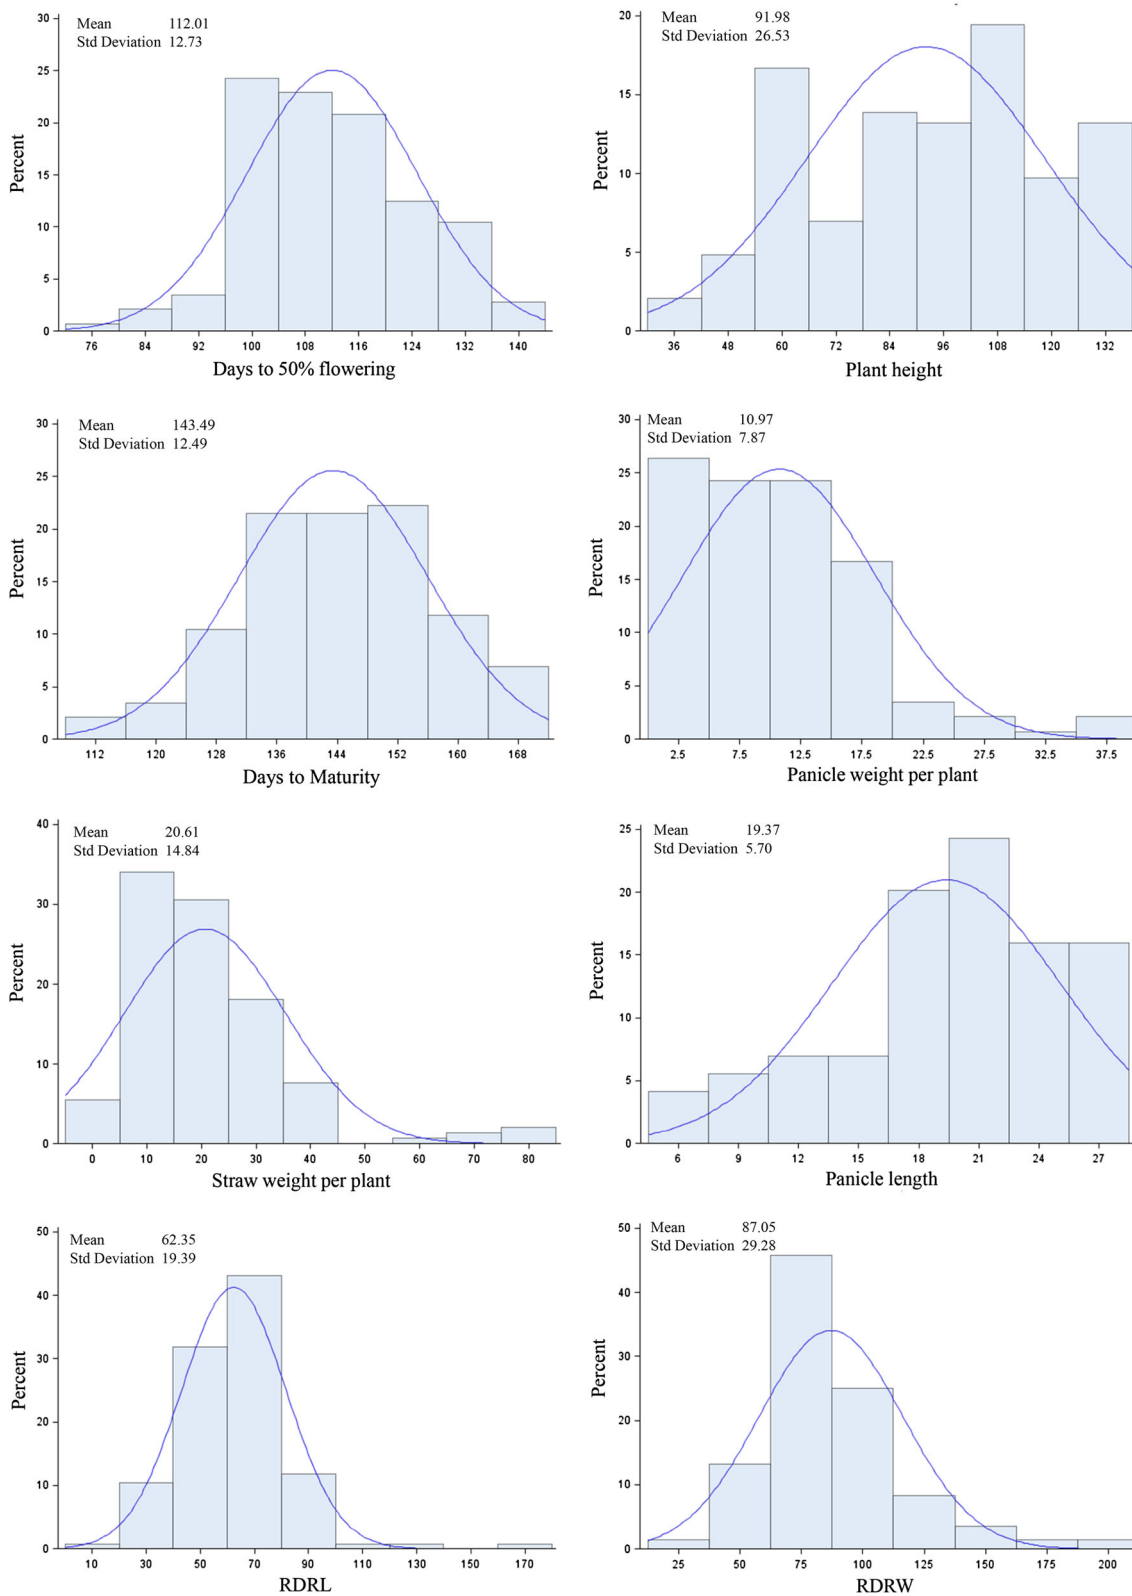 Mean 112.01
Std Deviation 12.73
30
25
20
15
10
5
0
Percent
76 84 92 100 108 116 124 132 140
Days to 50% flowering
Mean 91.98
Std Deviation 26.53
20
15
10
5
0
Percent
36 48 60 72 84 96 108 120 132
Plant height
Mean 143.49
Std Deviation 12.49
30
25
20
15
10
5
0
Percent
112 120 128 136 144 152 160 168
Days to Maturity
Mean 10.97
Std Deviation 7.87
30
25
20
15
10
5
0
Percent
2.5 7.5 12.5 17.5 22.5 27.5 32.5 37.5
Panicle weight per plant
Mean 20.61
Std Deviation 14.84
40
30
20
10
0
Percent
0 10 20 30 40 50 60 70 80
Straw weight per plant
Mean 19.37
Std Deviation 5.70
25
20
15
10
5
0
Percent
6 9 12 15 18 21 24 27
Panicle length
Mean 62.35
Std Deviation 19.39
50
40
30
20
10
0
Percent
10 30 50 70 90 110 130 150 170
RDRL
Mean 87.05
Std Deviation 29.28
50
40
30
20
10
0
Percent
25 50 75 100 125 150 175 200
RDRW